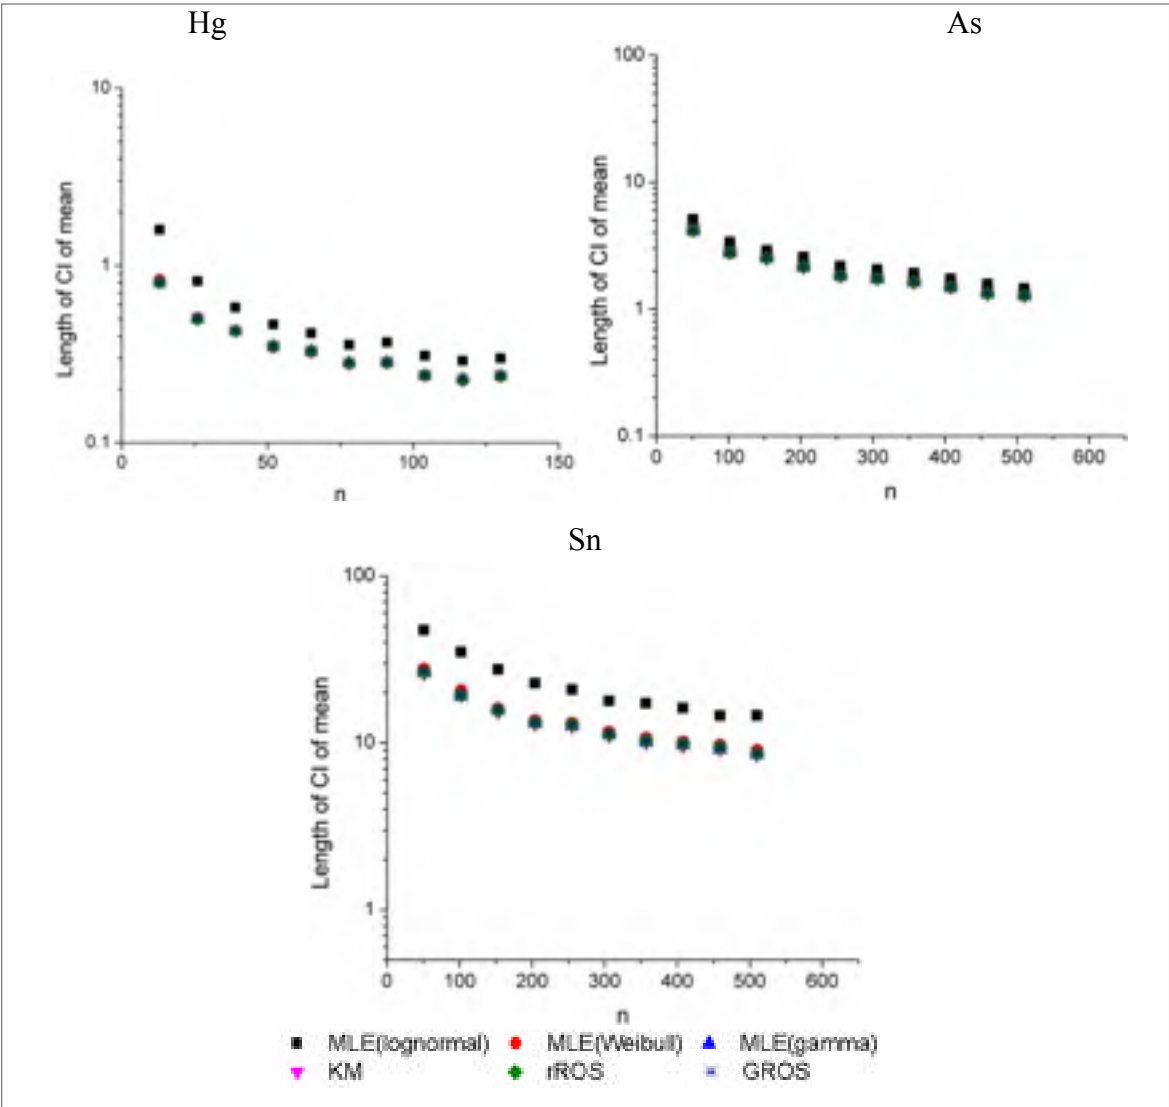 Hg
10
1
0.1
Length of CI of mean
0
50
100
150
n
As
100
10
1
0.1
Length of CI of mean
0
100
200
300
400
500
600
n
Sn
100
10
1
Length of CI of mean
0
100
200
300
400
500
600
n
MLE(lognormal) MLE(Weibull) MLE(gamma)
KM rROS GROS